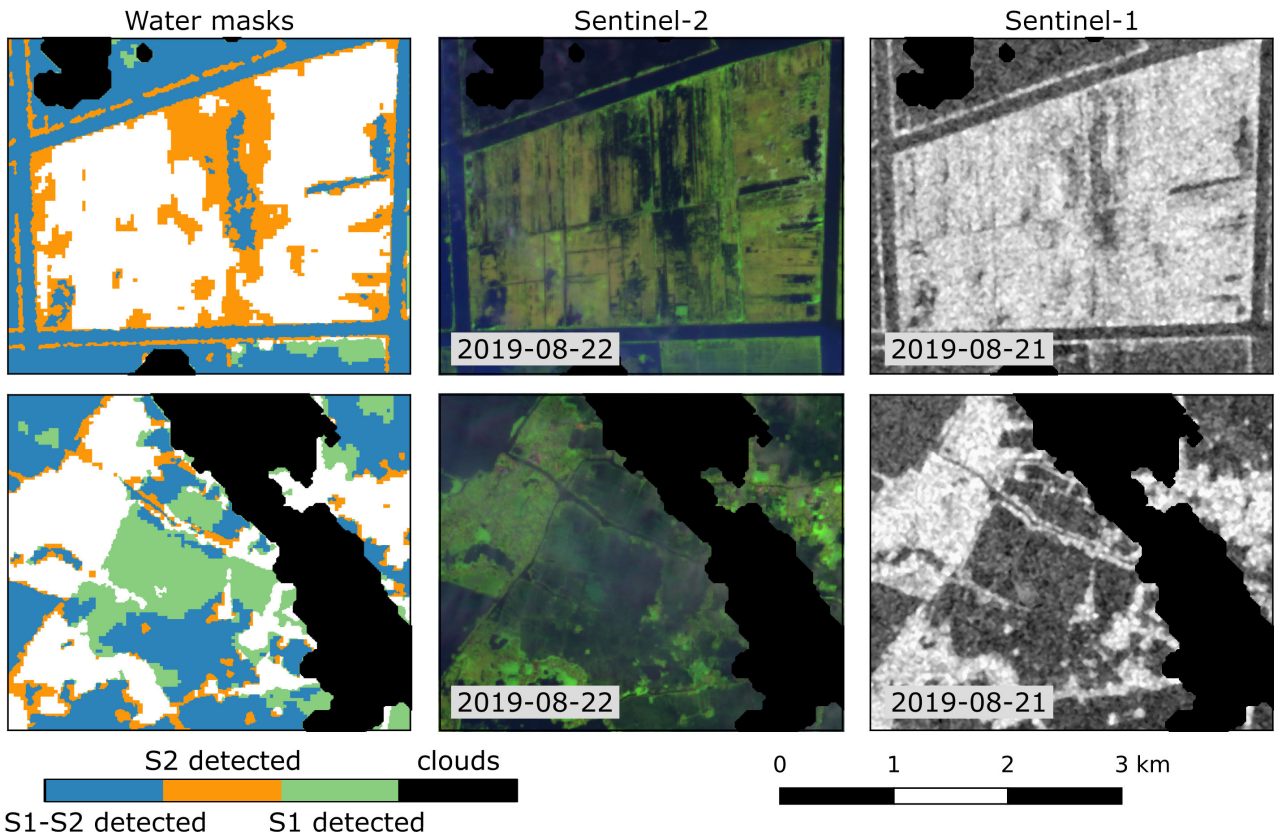 Water masks Sentinel-2 Sentinel-1
2019-08-22 2019-08-21
2019-08-22 2019-08-21
S2 detected clouds
S1-S2 detected S1 detected
0 1 2 3 km